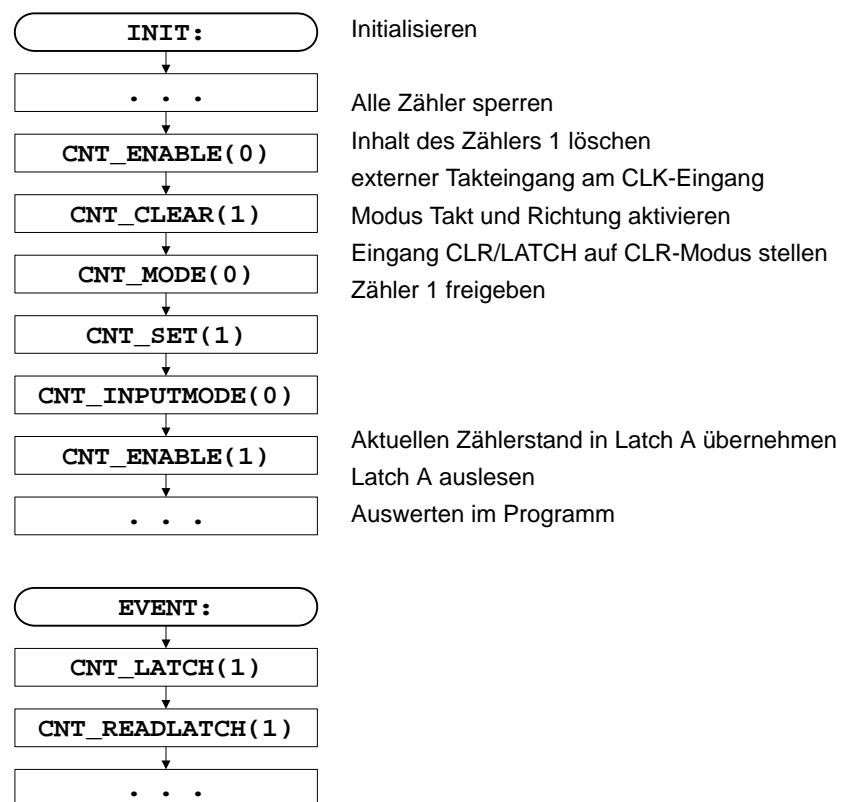 INIT:
. . .
CNT_ENABLE(0)
CNT_CLEAR(1)
CNT_MODE(0)
CNT_SET(1)
CNT_INPUTMODE(0)
CNT_ENABLE(1)
. . .
EVENT:
CNT_LATCH(1)
CNT_READLATCH(1)
. . .
Initialisieren
Alle Zähler sperren
Inhalt des Zählers 1 löschen
externer Takteingang am CLK-Eingang
Modus Takt und Richtung aktivieren
Eingang CLR/LATCH auf CLR-Modus stellen
Zähler 1 freigeben
Aktuellen Zählerstand in Latch A übernehmen
Latch A auslesen
Auswerten im Programm